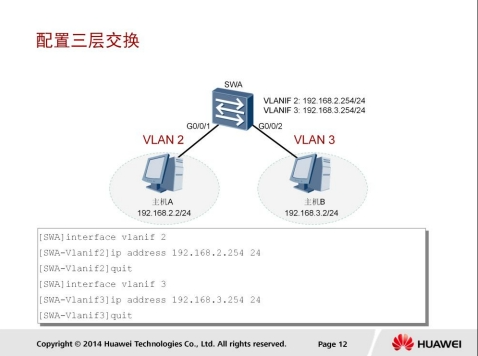 配置三层交换
SWA
VLANIF 2: 192.168.2.254/24
VLANIF 3: 192.168.3.254/24
G0/0/1
G0/0/2
VLAN 2
VLAN 3
主机A
192.168.2.2/24
主机B
192.168.3.2/24
[SWA]interface vlanif 2
[SWA-Vlanif2]ip address 192.168.2.254 24
[SWA-Vlanif2]quit
[SWA]interface vlanif 3
[SWA-Vlanif3]ip address 192.168.3.254 24
[SWA-Vlanif3]quit
Copyright © 2014 Huawei Technologies Co., Ltd. All rights reserved.
Page 12
HUAWEI